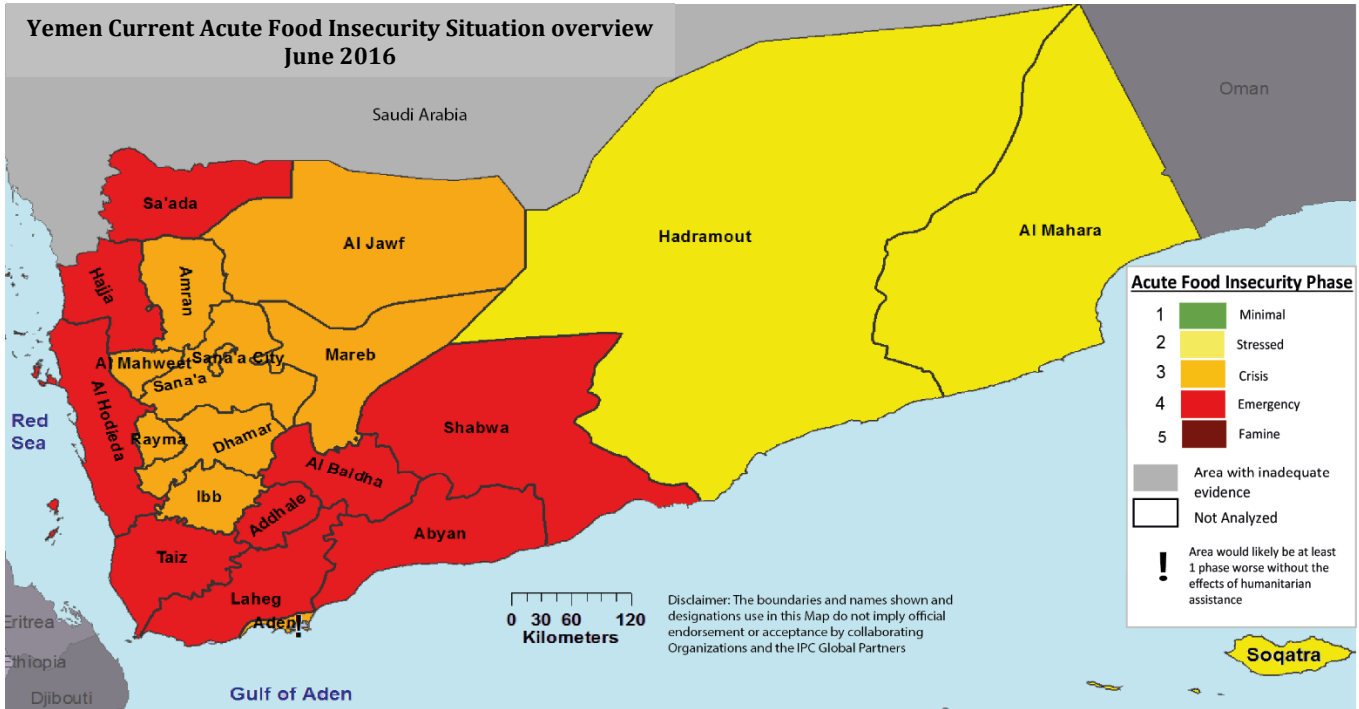 Yemen Current Acute Food Insecurity Situation overview
June 2016
Saudi Arabia
Oman
Sa'ada
Al Jawf
Hadramout
Al Mahara
Hajja
Amran
Al Mahweet
Sana'a City
Sana'a
Mareb
Al Hodieda
Rayma
Dhamar
Shabwa
Al Baidha
Ibb
Addhale
Abyan
Taiz
Laheg
Aden
!
Red
Sea
Gulf of Aden
Eritrea
Ethiopia
Djibouti
Soqatra
0 30 60 120
Kilometers
Disclaimer: The boundaries and names shown and
designations use in this Map do not imply official
endorsement or acceptance by collaborating
Organizations and the IPC Global Partners
Acute Food Insecurity Phase
1 Minimal
2 Stressed
3 Crisis
4 Emergency
5 Famine
Area with inadequate
evidence
Not Analyzed
! Area would likely be at least
1 phase worse without the
effects of humanitarian
assistance